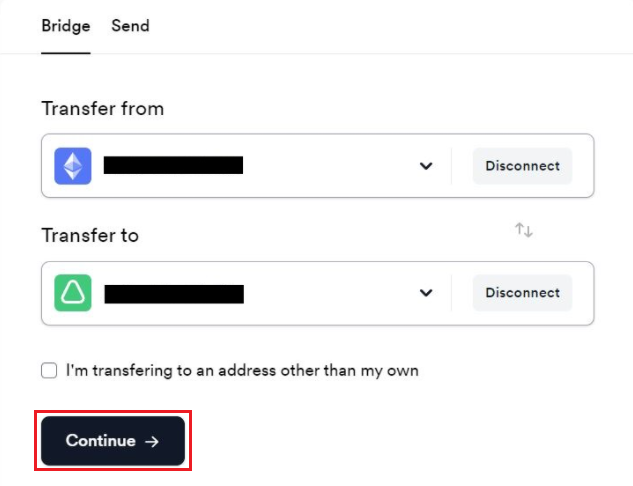 Bridge Send
Transfer from
Disconnect
Transfer to
Disconnect
I'm transfering to an address other than my own
Continue →